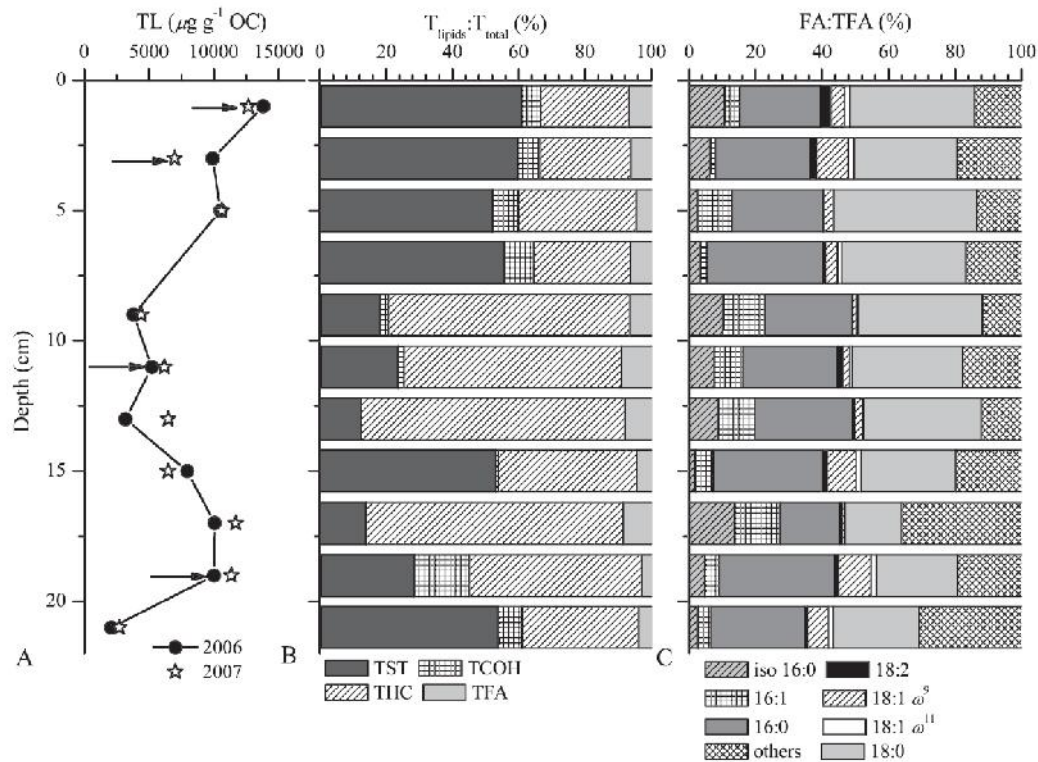 TL (µg g⁻¹ OC)
0 5000 10000 15000
T_lipids:T_total (%)
0 20 40 60 80 100
FA:TFA (%)
0 20 40 60 80 100
Depth (cm)
0
5
10
15
20
A
2006
2007
B
TST TCOH
THC TFA
C
iso 16:0 18:2
16:1 18:1 ω⁹
16:0 18:1 ω¹¹
others 18:0